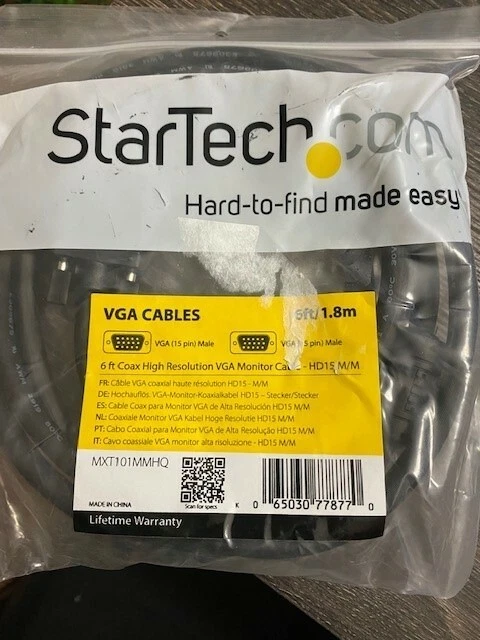 StarTech.com
Hard-to-find made easy
VGA CABLES
6ft/1.8m
VGA (15 pin) Male
VGA 5 pin) Male
6 ft Coax High Resolution VGA Monitor - HD15 M/M
FR: Câble VGA coaxial haute résolution HD15 - M/M
DE: Hochauflös. VGA-Monitor-Koaxialkabel HD15 – Stecker/Stecker
ES: Cable Coax para Monitor VGA de Alta Resolución HD15 M/M
NL: Coaxiale Monitor VGA Kabel Hoge Resolutie HD15 M/M
PT: Cabo Coaxial para Monitor VGA de Alta Resolução HD15 M/M
IT: Cavo coassiale VGA monitor alta risoluzione - HD15 M/M
MXT101MMHQ
MADE IN CHINA
Scan for specs
K 0 65030 77877 0
Lifetime Warranty